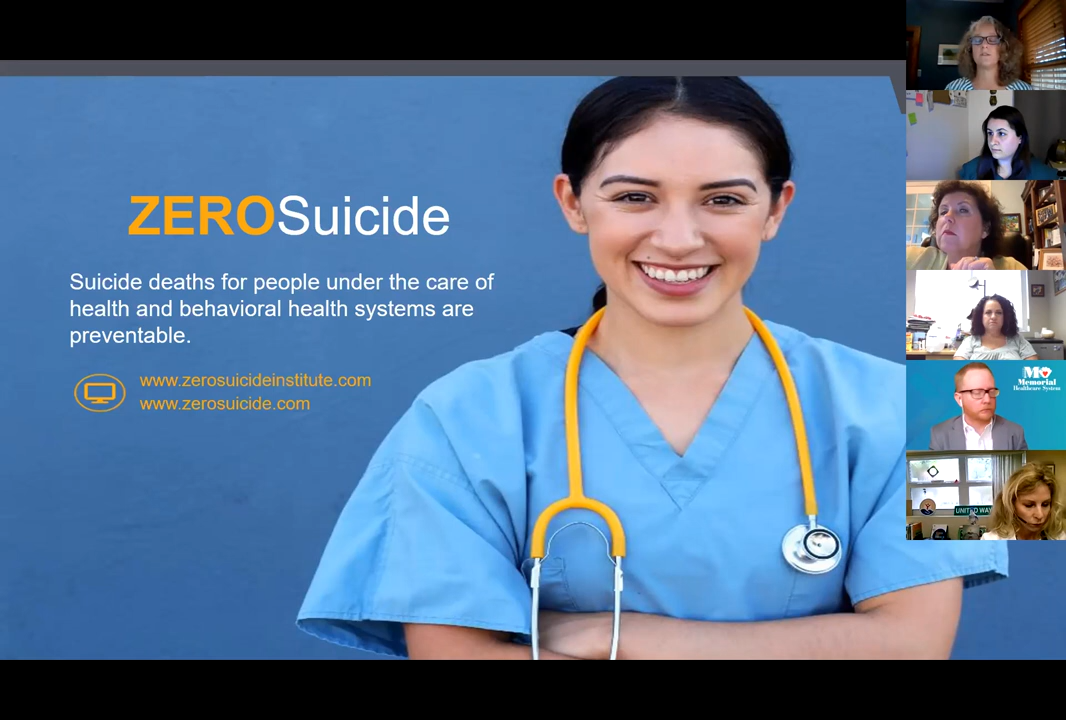 ZEROSuicide
Suicide deaths for people under the care of
health and behavioral health systems are
preventable.
www.zerosuicideinstitute.com
www.zerosuicide.com
Memorial
Healthcare System
UNITED WAY